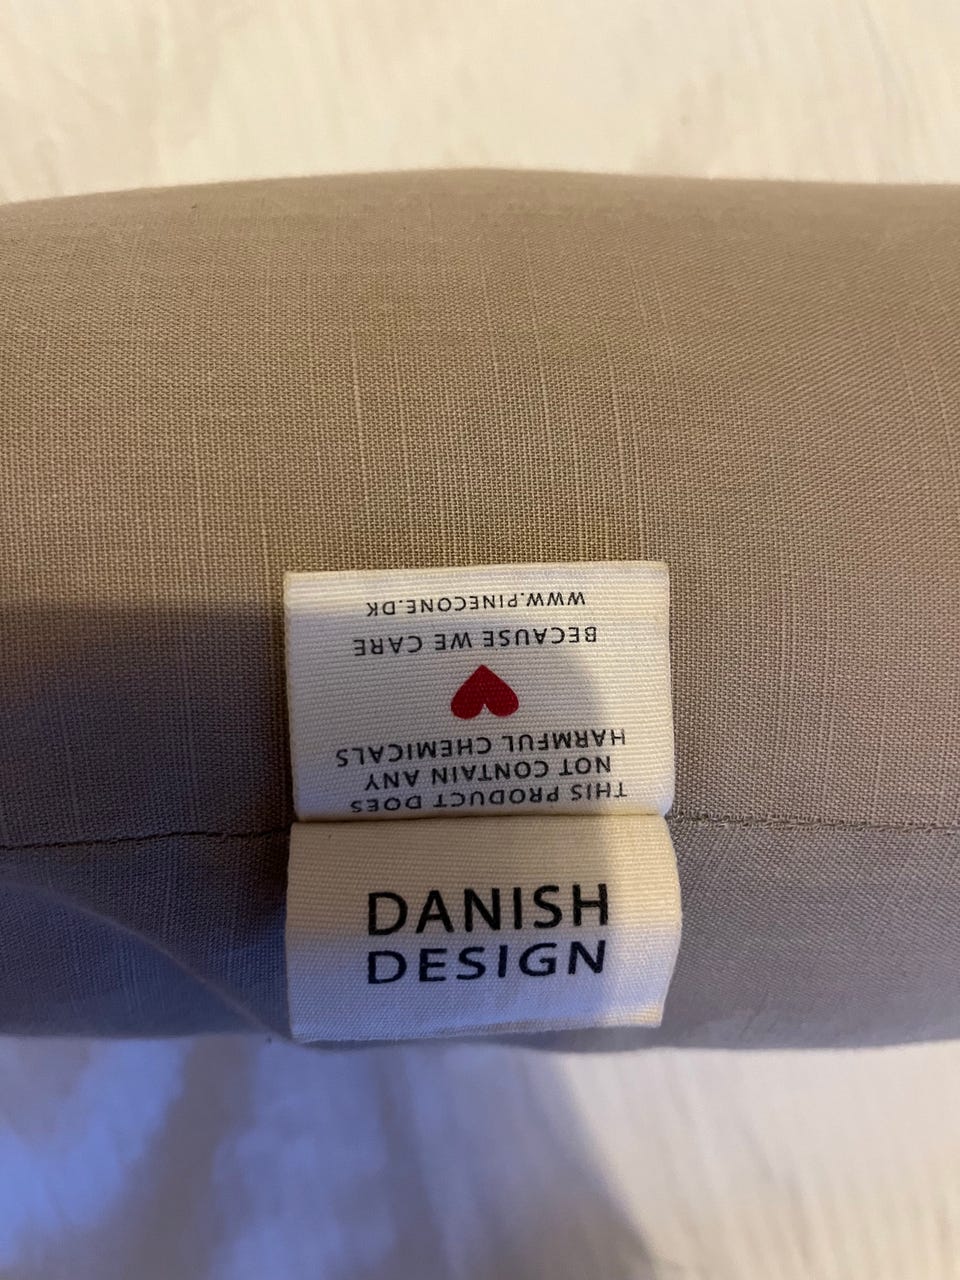 THIS PRODUCT DOES
NOT CONTAIN ANY
HARMFUL CHEMICALS
BECAUSE WE CARE
WWW.PINECONE.DK
DANISH
DESIGN